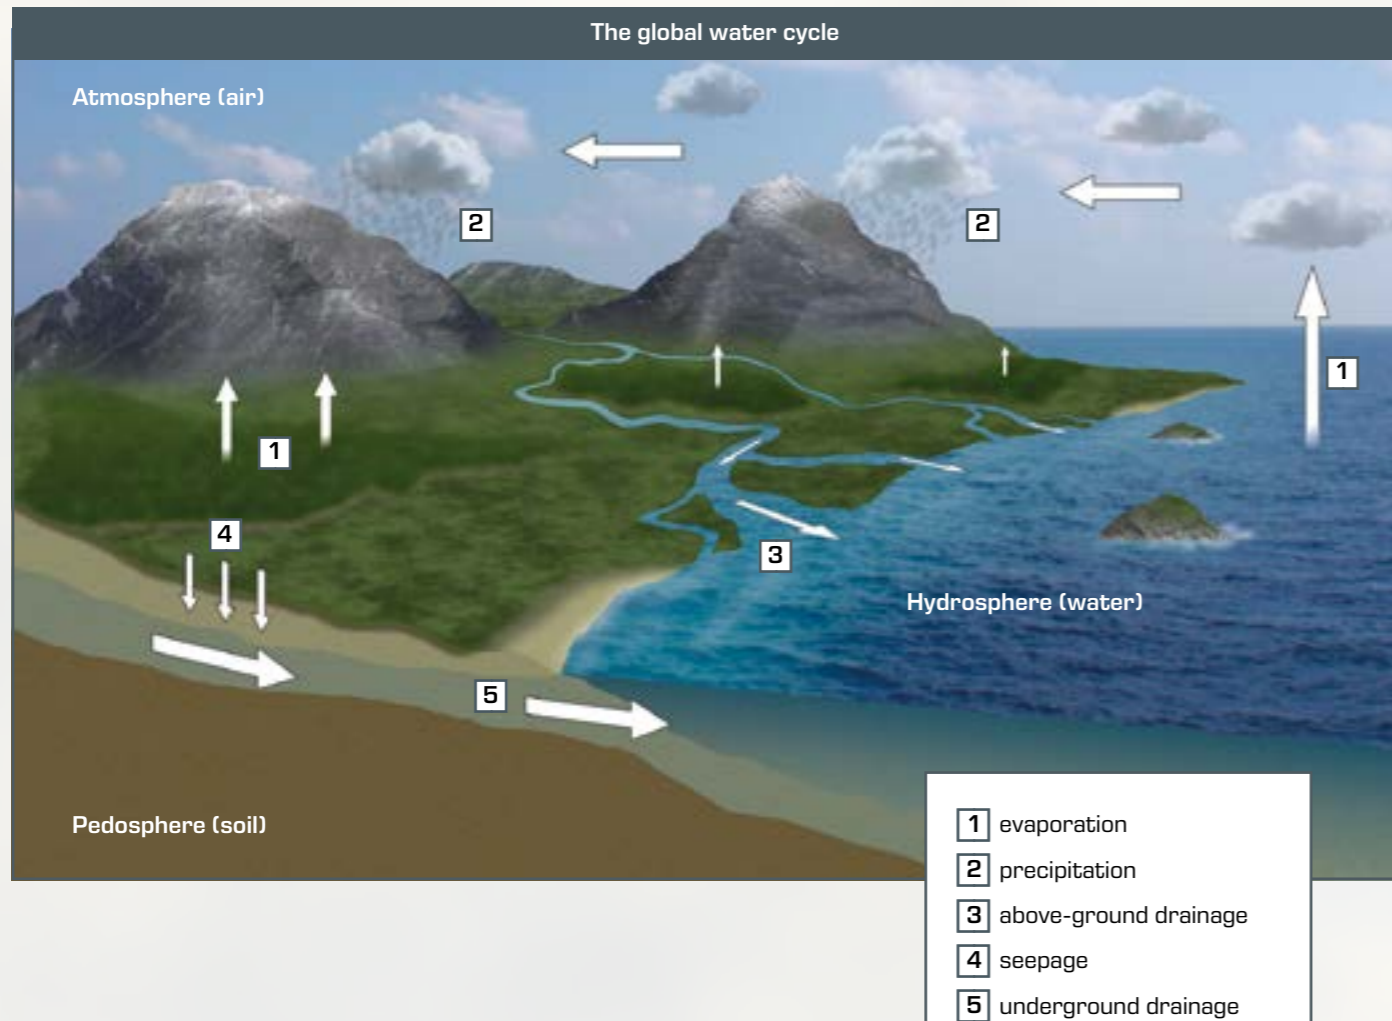 The global water cycle
Atmosphere (air)
2
2
1
1
4
3
Hydrosphere (water)
5
Pedosphere (soil)
1 evaporation
2 precipitation
3 above-ground drainage
4 seepage
5 underground drainage